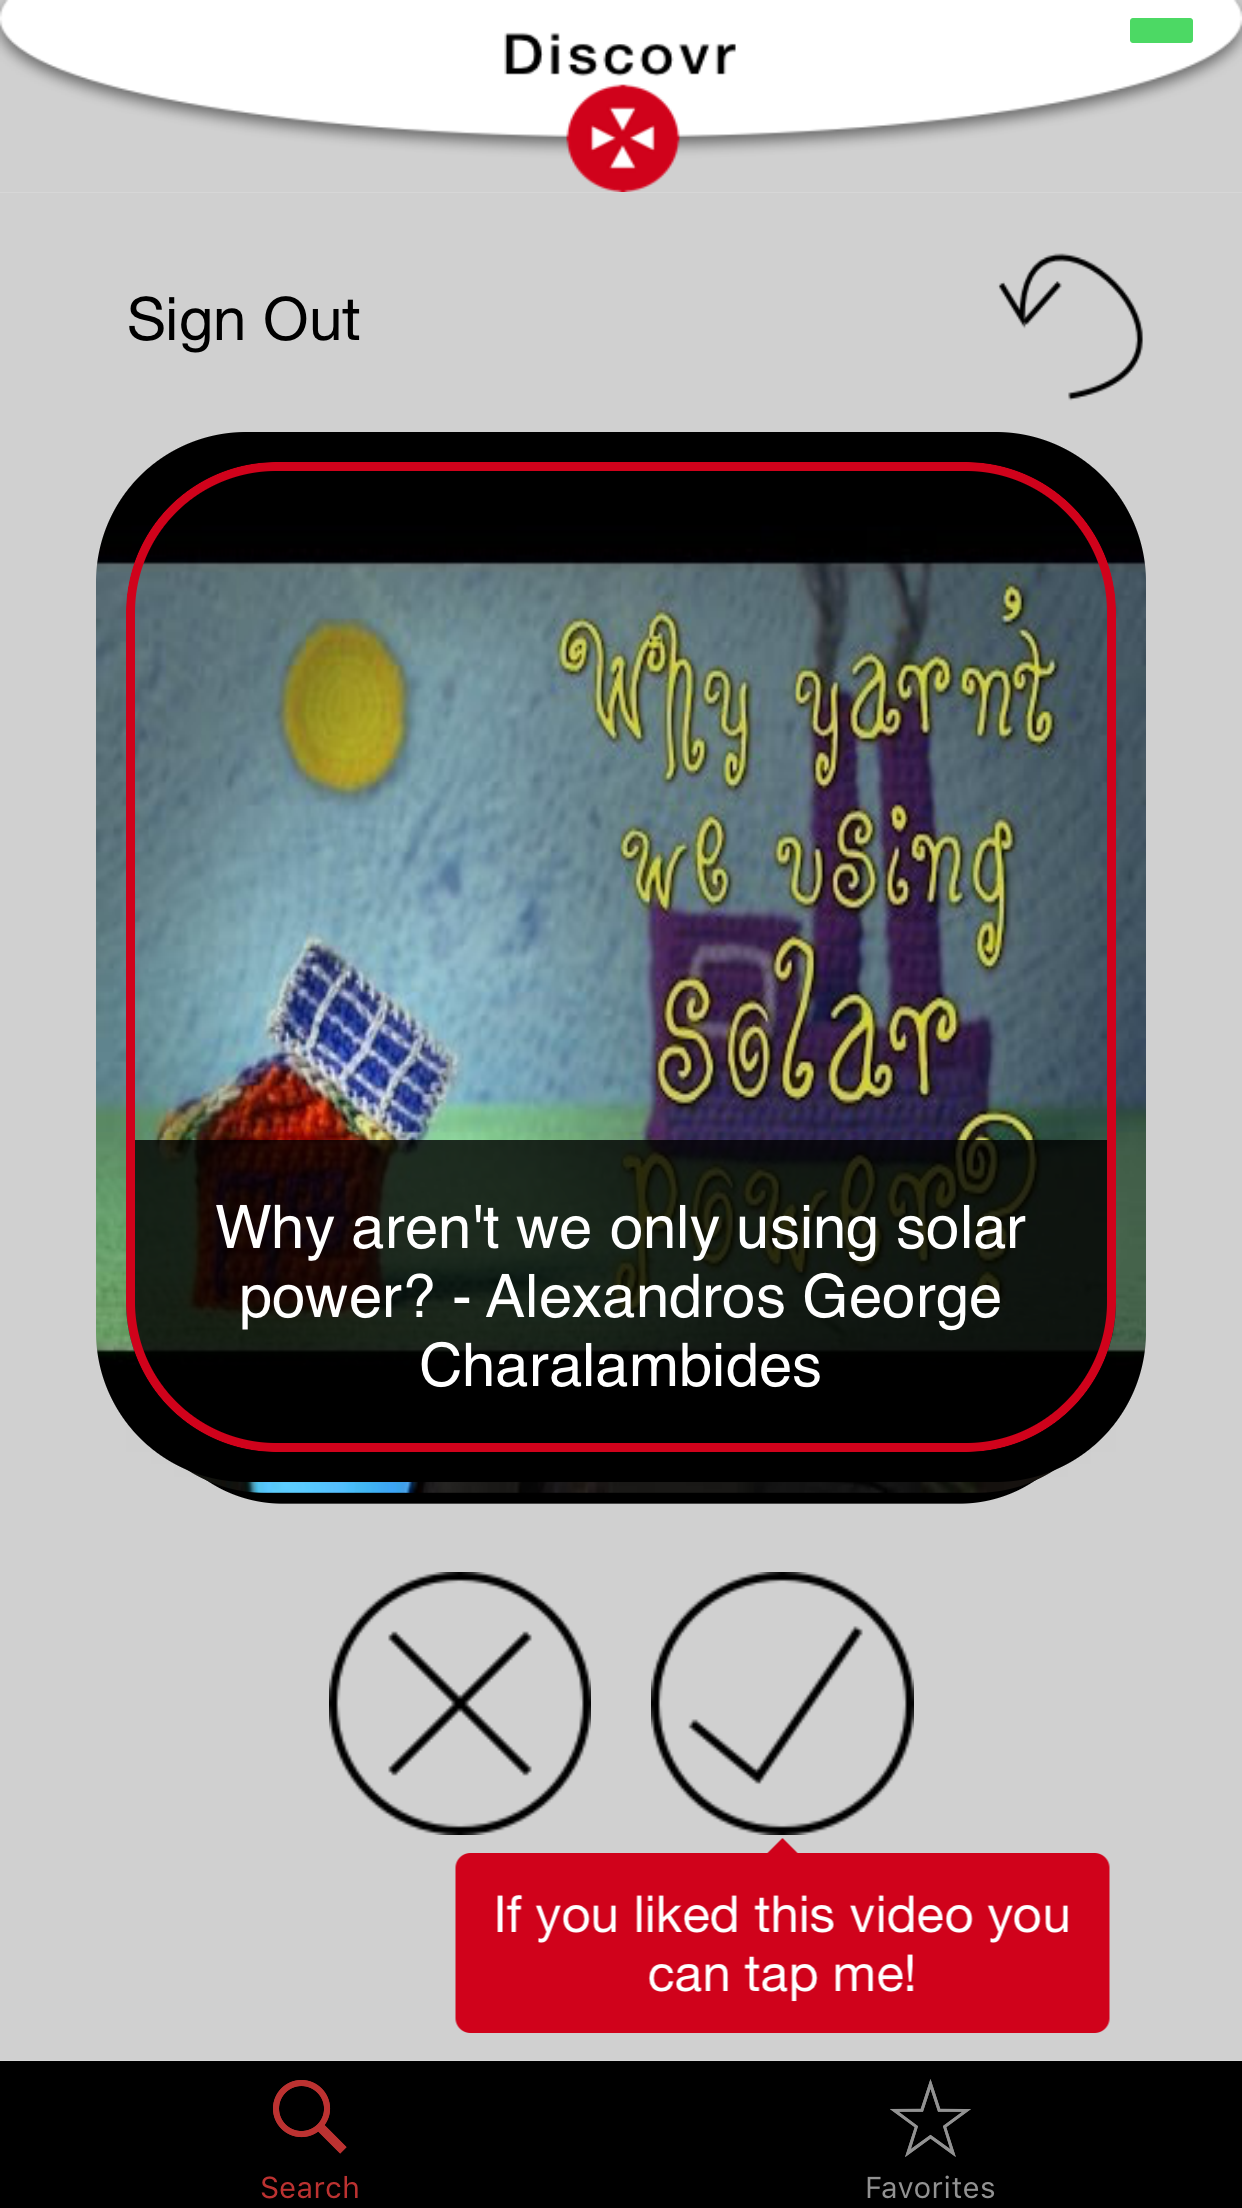 Discovr
Sign Out
Why yarn't
we using
solar
power?
Why aren't we only using solar
power? - Alexandros George
Charalambides
If you liked this video you
can tap me!
Search
Favorites